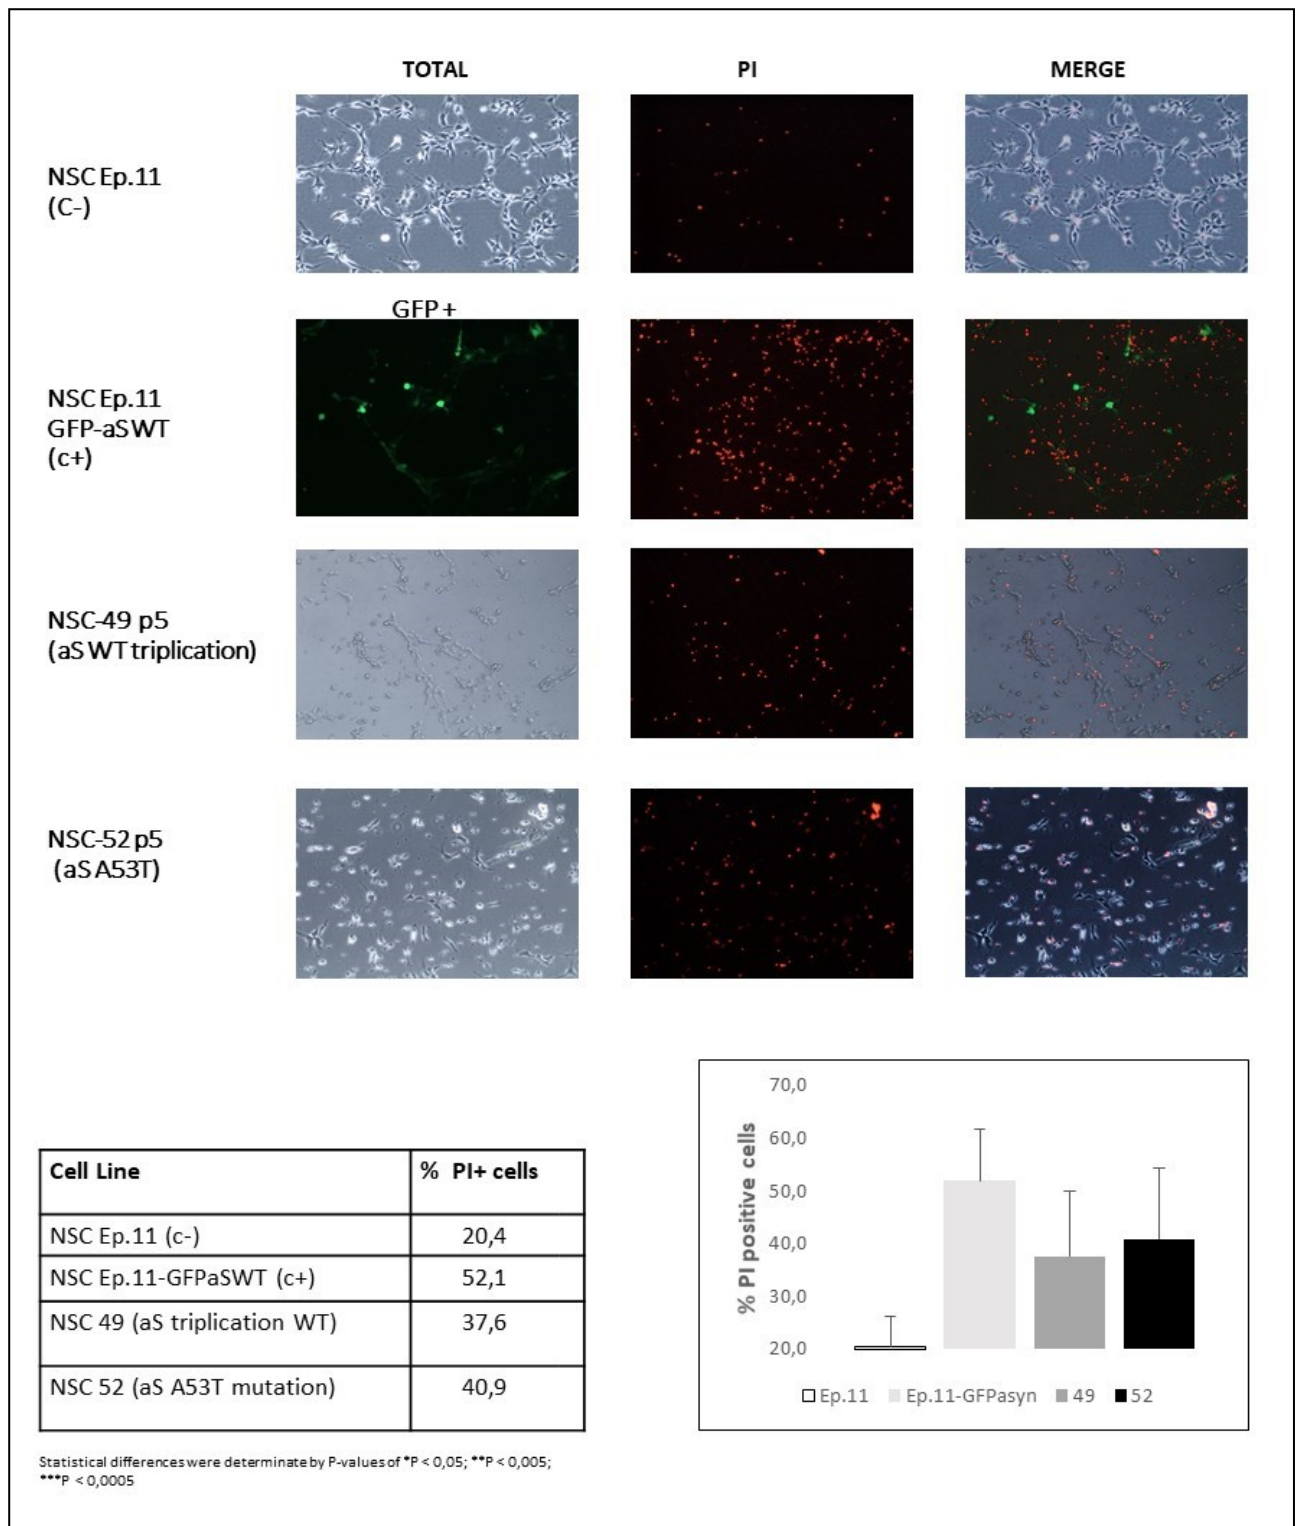 TOTAL PI MERGE
NSC Ep.11
(C-)
GFP +
NSC Ep.11
GFP-aSWT
(c+)
NSC-49 p5
(aS WT triplication)
NSC-52 p5
(aS A53T)
Cell Line % PI+ cells
NSC Ep.11 (c-) 20,4
NSC Ep.11-GFPaSWT (c+) 52,1
NSC 49 (aS triplication WT) 37,6
NSC 52 (aS A53T mutation) 40,9
Statistical differences were determinate by P-values of *P < 0,05; **P < 0,005;
***P < 0,0005
% PI positive cells
70,0
60,0
50,0
40,0
30,0
20,0
Ep.11 Ep.11-GFPasyn 49 52